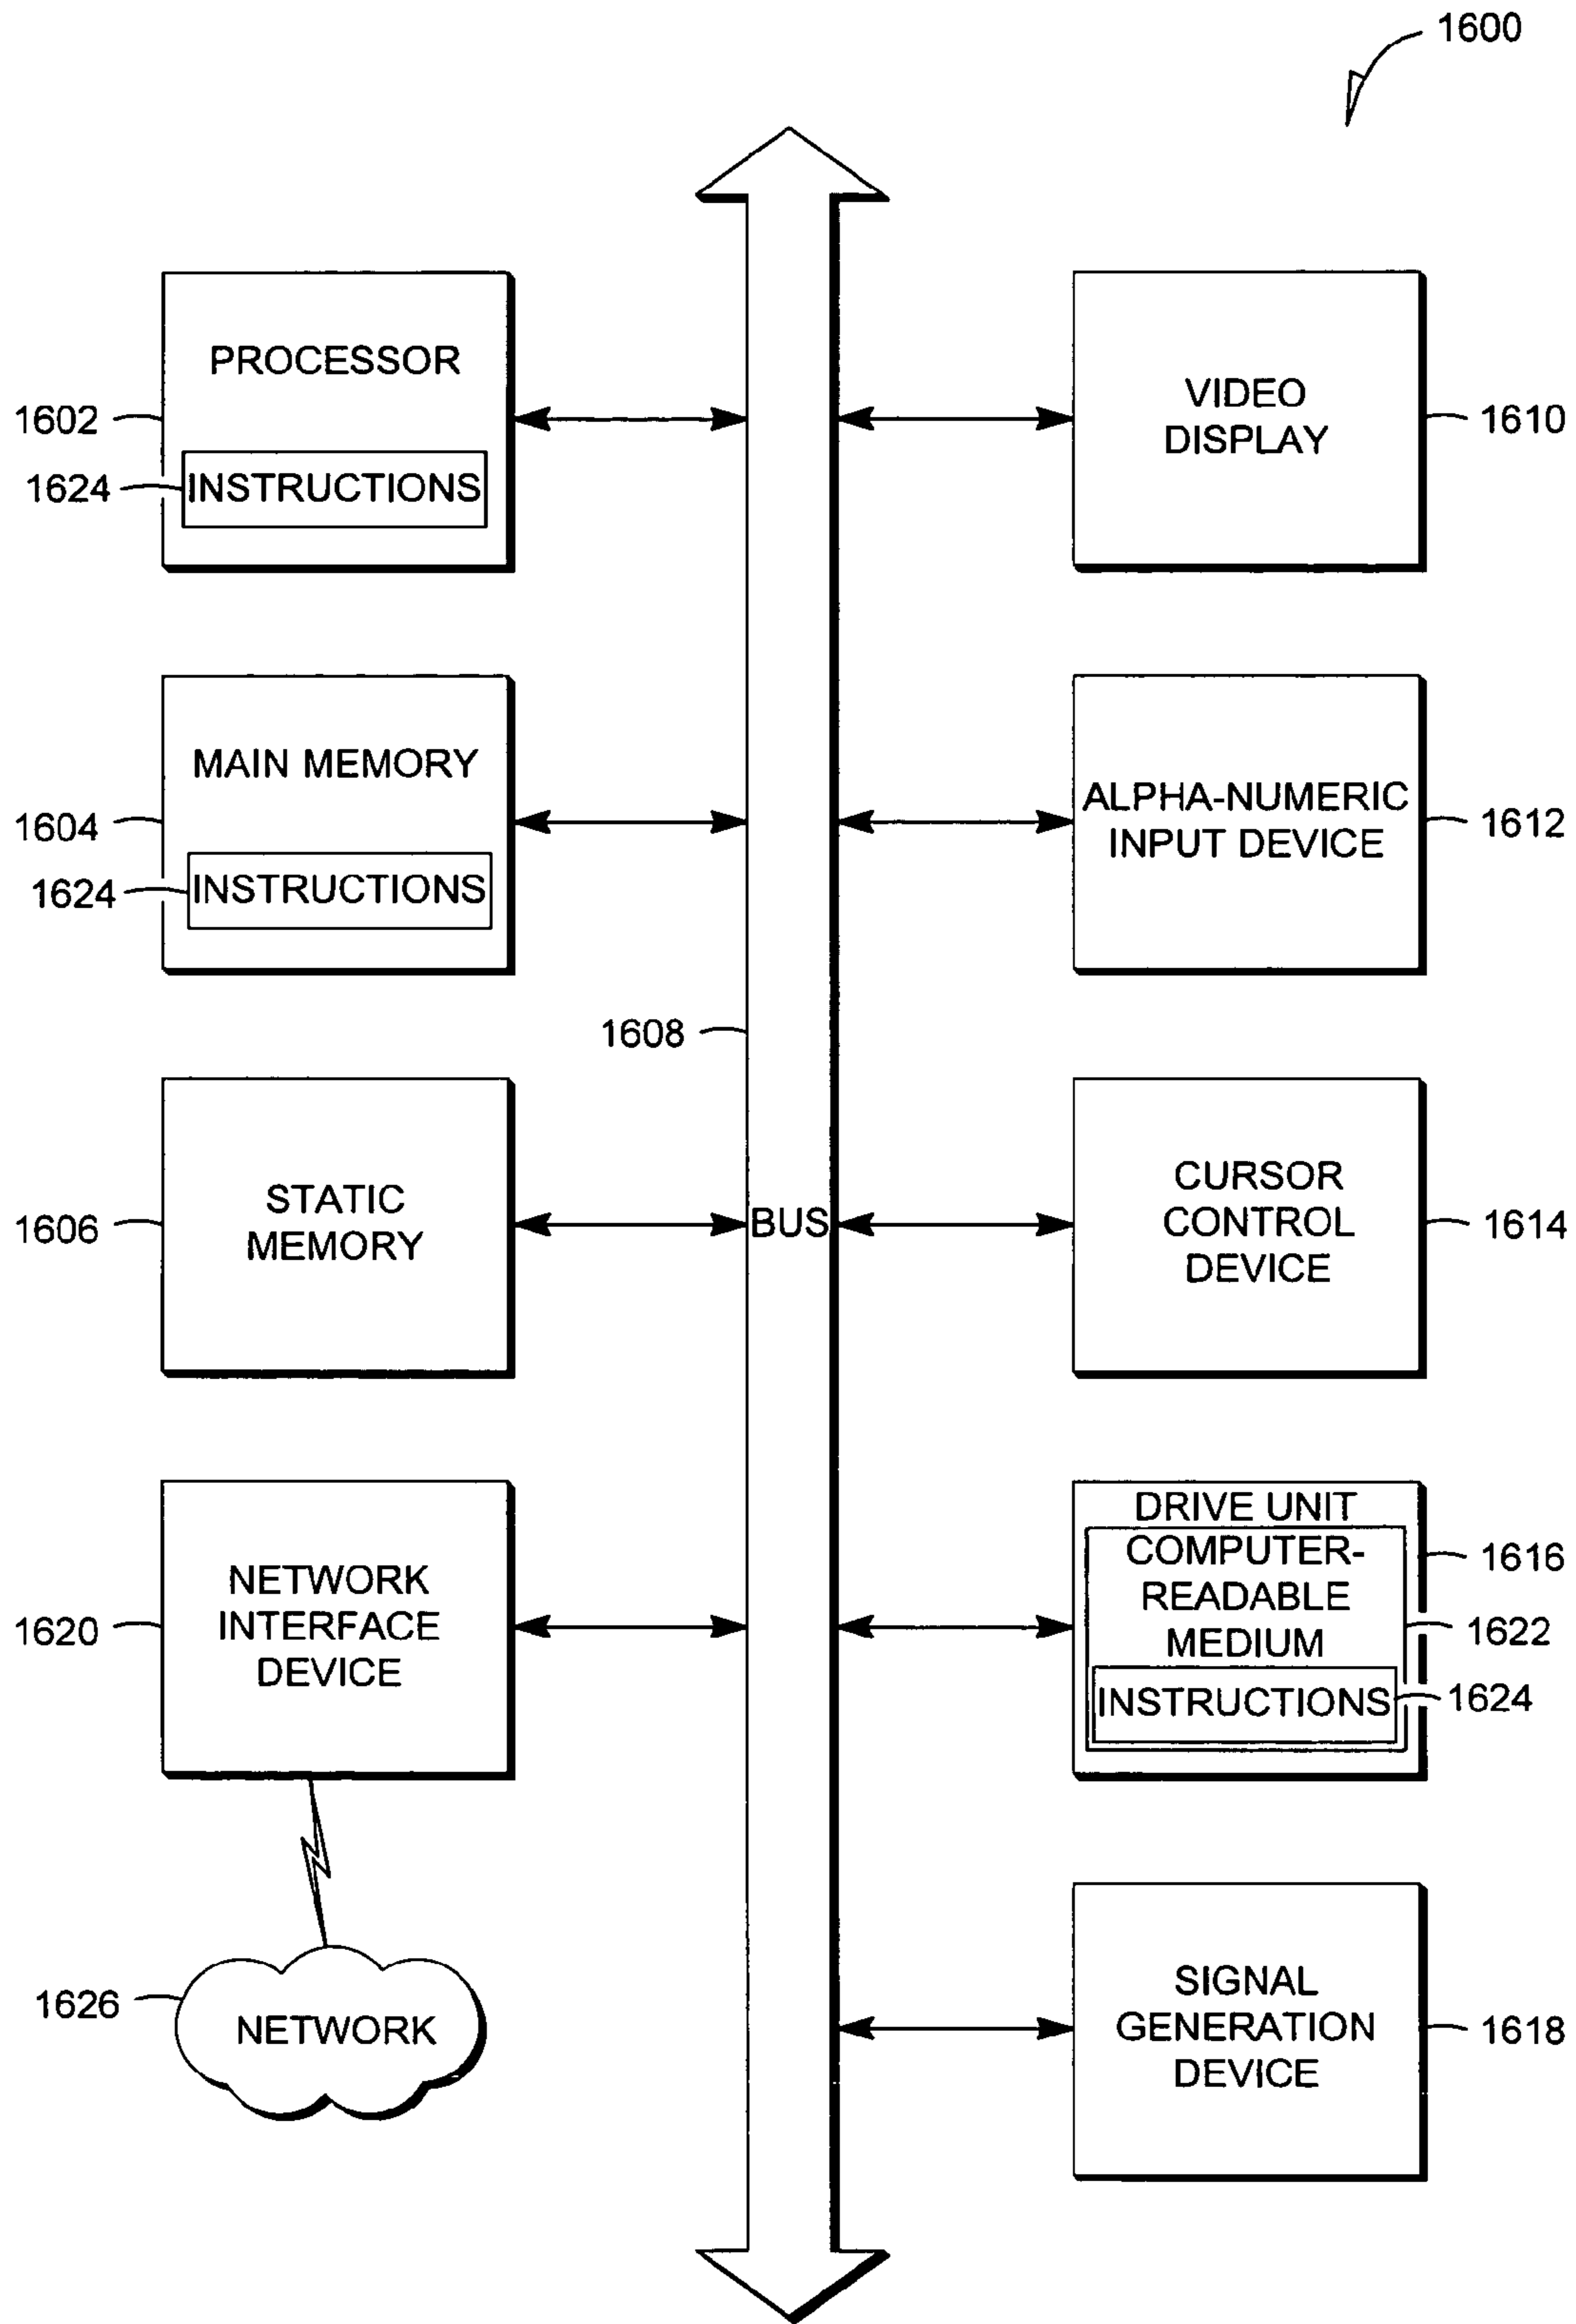 1600
PROCESSOR
1602
1624
INSTRUCTIONS
VIDEO
DISPLAY
1610
MAIN MEMORY
1604
1624
INSTRUCTIONS
ALPHA-NUMERIC
INPUT DEVICE
1612
1608
STATIC
MEMORY
1606
BUS
CURSOR
CONTROL
DEVICE
1614
NETWORK
INTERFACE
DEVICE
1620
DRIVE UNIT
COMPUTER-
READABLE
MEDIUM
INSTRUCTIONS
1616
1622
1624
1626
NETWORK
SIGNAL
GENERATION
DEVICE
1618